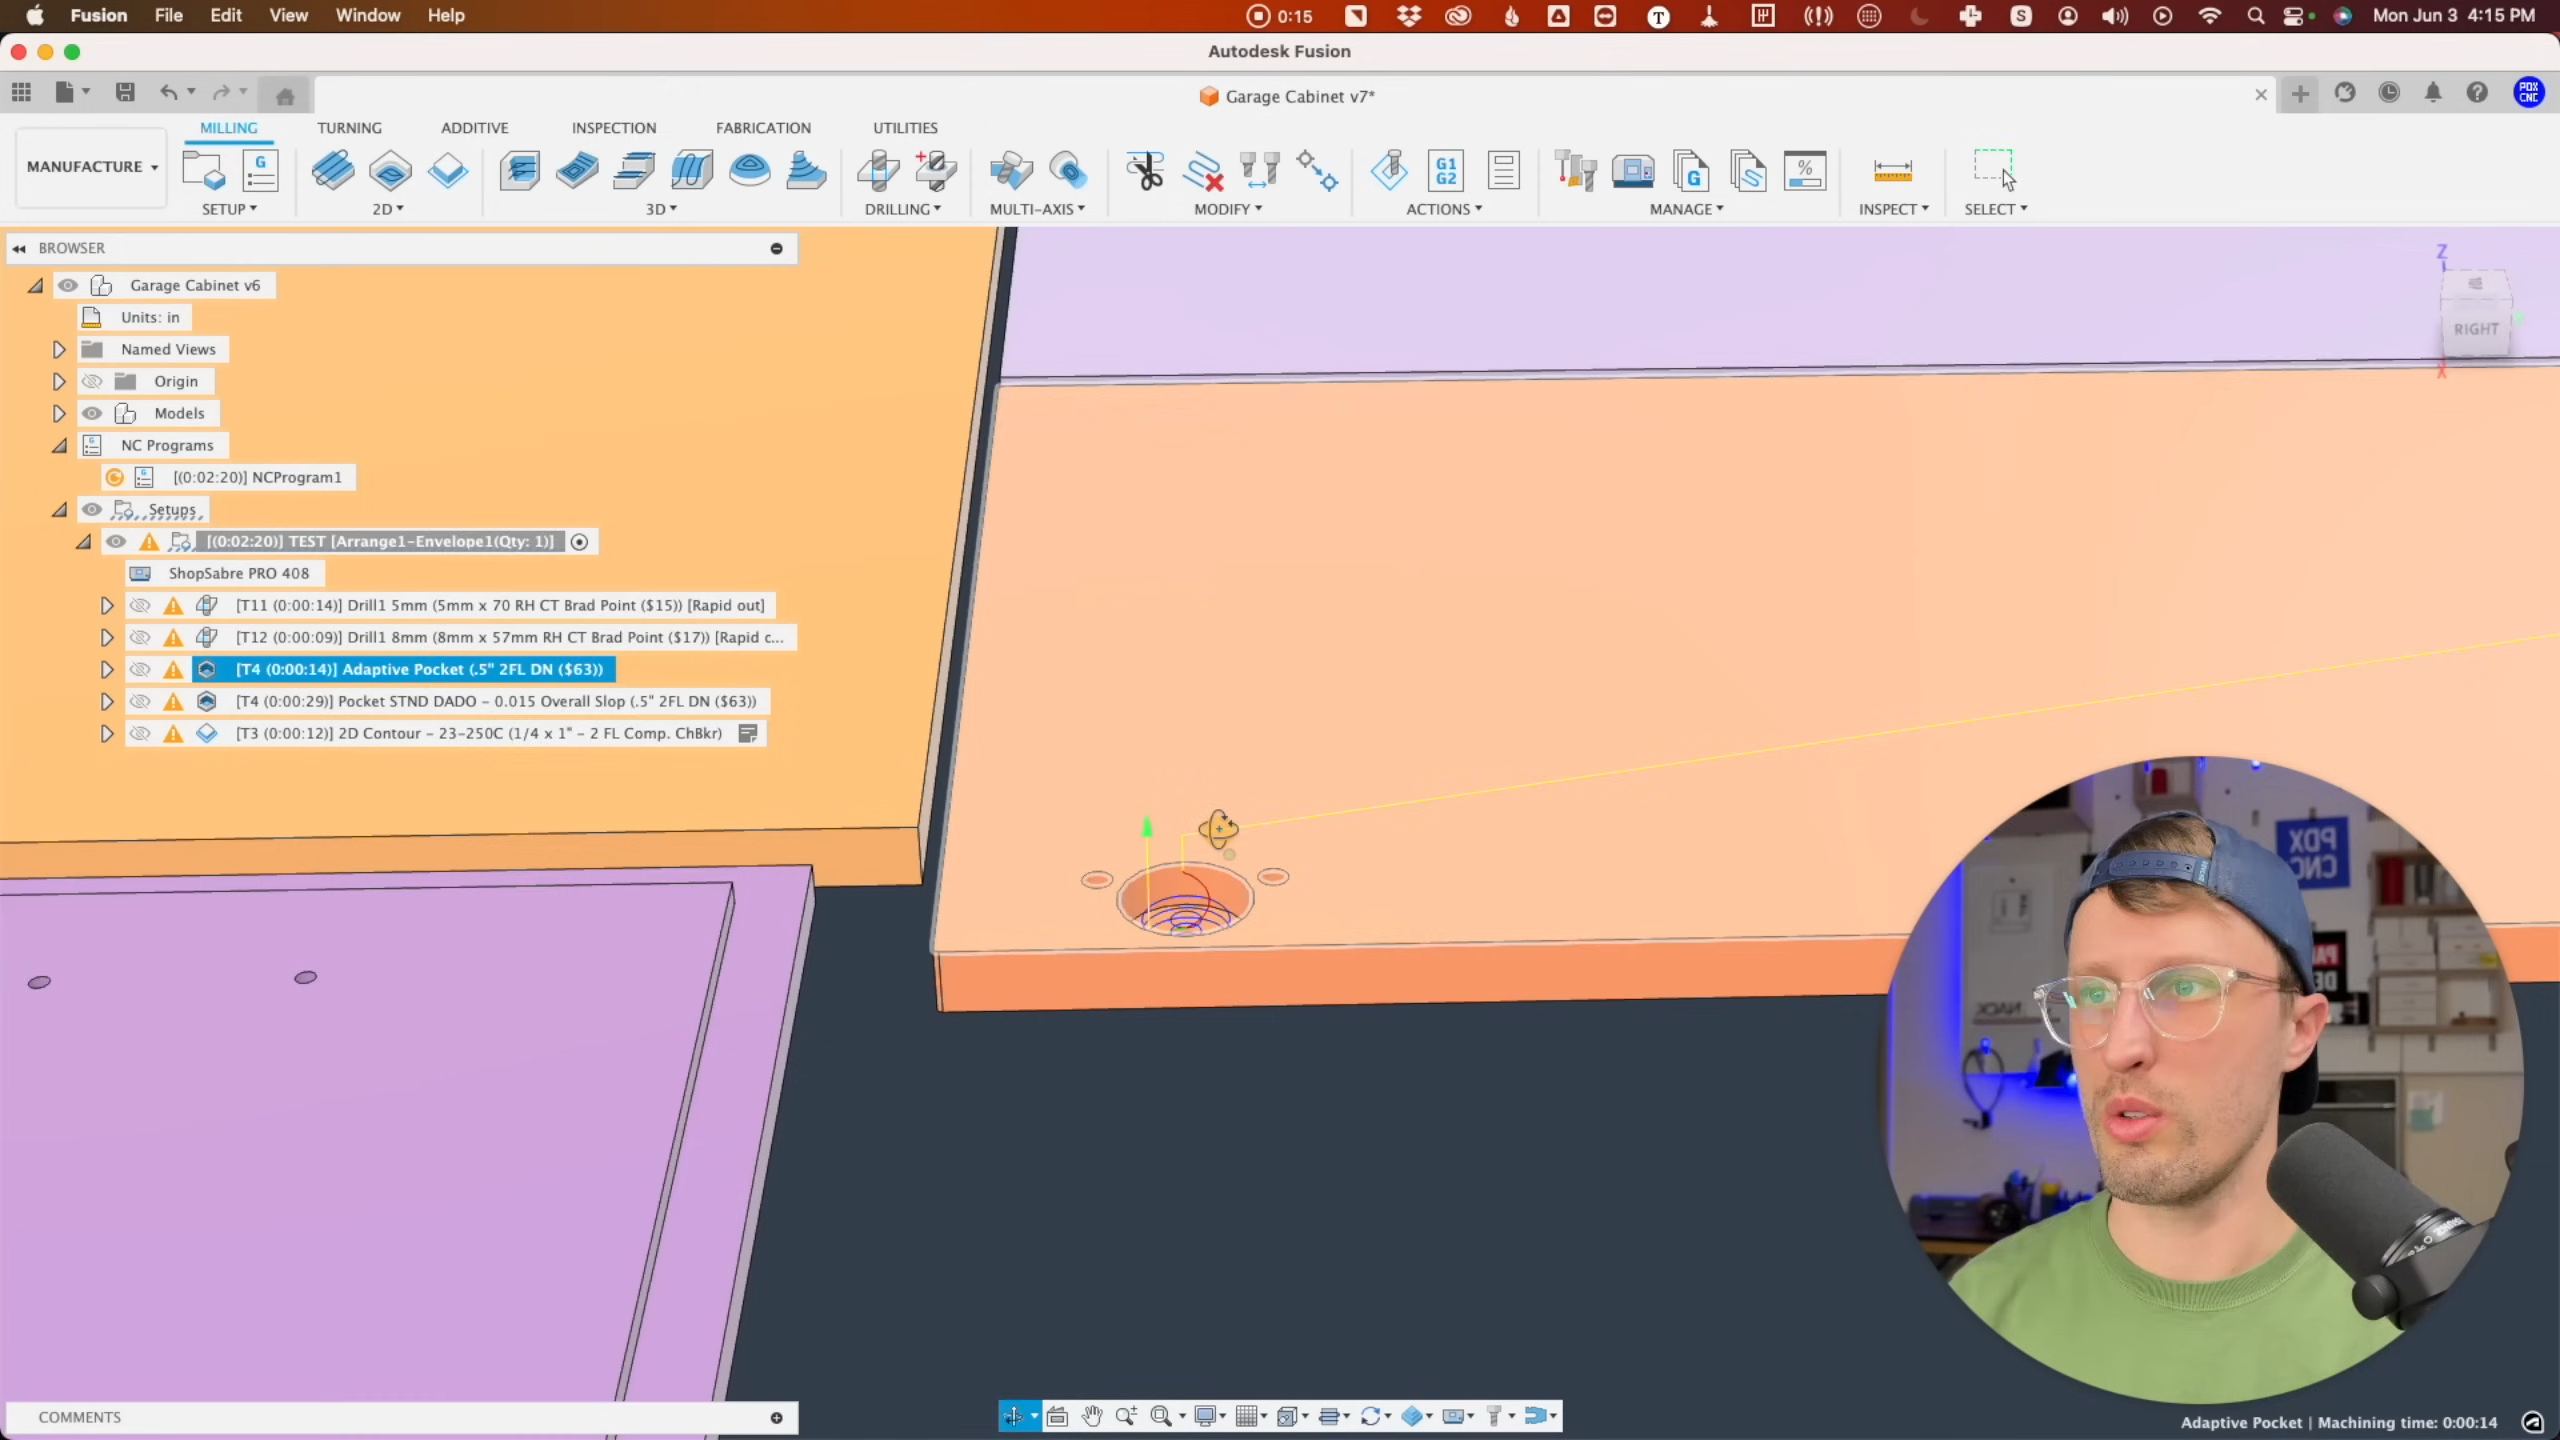 Fusion File Edit View Window Help 0:15 Mon Jun 3 4:15 PM
Autodesk Fusion
Garage Cabinet v7*
PDX CNC
MILLING TURNING ADDITIVE INSPECTION FABRICATION UTILITIES
MANUFACTURE
SETUP 2D 3D DRILLING MULTI-AXIS MODIFY ACTIONS MANAGE INSPECT SELECT
G1
G2
BROWSER
Garage Cabinet v6
Units: in
Named Views
Origin
Models
NC Programs
[(0:02:20)] NCProgram1
Setups
[(0:02:20)] TEST [Arrange1-Envelope1(Qty: 1)]
ShopSabre PRO 408
[T11 (0:00:14)] Drill1 5mm (5mm x 70 RH CT Brad Point ($15)) [Rapid out]
[T12 (0:00:09)] Drill1 8mm (8mm x 57mm RH CT Brad Point ($17)) [Rapid c...
[T4 (0:00:14)] Adaptive Pocket (.5" 2FL DN ($63))
[T4 (0:00:29)] Pocket STND DADO - 0.015 Overall Slop (.5" 2FL DN ($63))
[T3 (0:00:12)] 2D Contour - 23-250C (1/4 x 1" - 2 FL Comp. ChBkr)
Z
RIGHT
X
PDX
CNC
COMMENTS
Adaptive Pocket | Machining time: 0:00:14